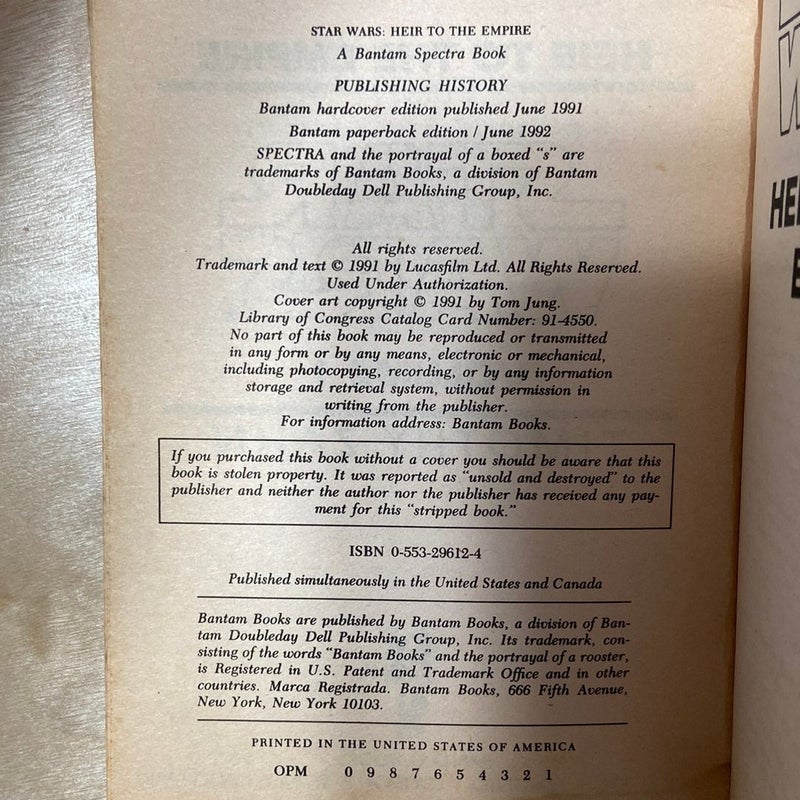 STAR WARS: HEIR TO THE EMPIRE
A Bantam Spectra Book
PUBLISHING HISTORY
Bantam hardcover edition published June 1991
Bantam paperback edition / June 1992
SPECTRA and the portrayal of a boxed "s" are
trademarks of Bantam Books, a division of Bantam
Doubleday Dell Publishing Group, Inc.
All rights reserved.
Trademark and text © 1991 by Lucasfilm Ltd. All Rights Reserved.
Used Under Authorization.
Cover art copyright © 1991 by Tom Jung.
Library of Congress Catalog Card Number: 91-4550.
No part of this book may be reproduced or transmitted
in any form or by any means, electronic or mechanical,
including photocopying, recording, or by any information
storage and retrieval system, without permission in
writing from the publisher.
For information address: Bantam Books.
If you purchased this book without a cover you should be aware that this
book is stolen property. It was reported as "unsold and destroyed" to the
publisher and neither the author nor the publisher has received any pay-
ment for this "stripped book."
ISBN 0-553-29612-4
Published simultaneously in the United States and Canada
Bantam Books are published by Bantam Books, a division of Ban-
tam Doubleday Dell Publishing Group, Inc. Its trademark, con-
sisting of the words "Bantam Books" and the portrayal of a rooster,
is Registered in U.S. Patent and Trademark Office and in other
countries. Marca Registrada. Bantam Books, 666 Fifth Avenue,
New York, New York 10103.
PRINTED IN THE UNITED STATES OF AMERICA
OPM 0 9 8 7 6 5 4 3 2 1